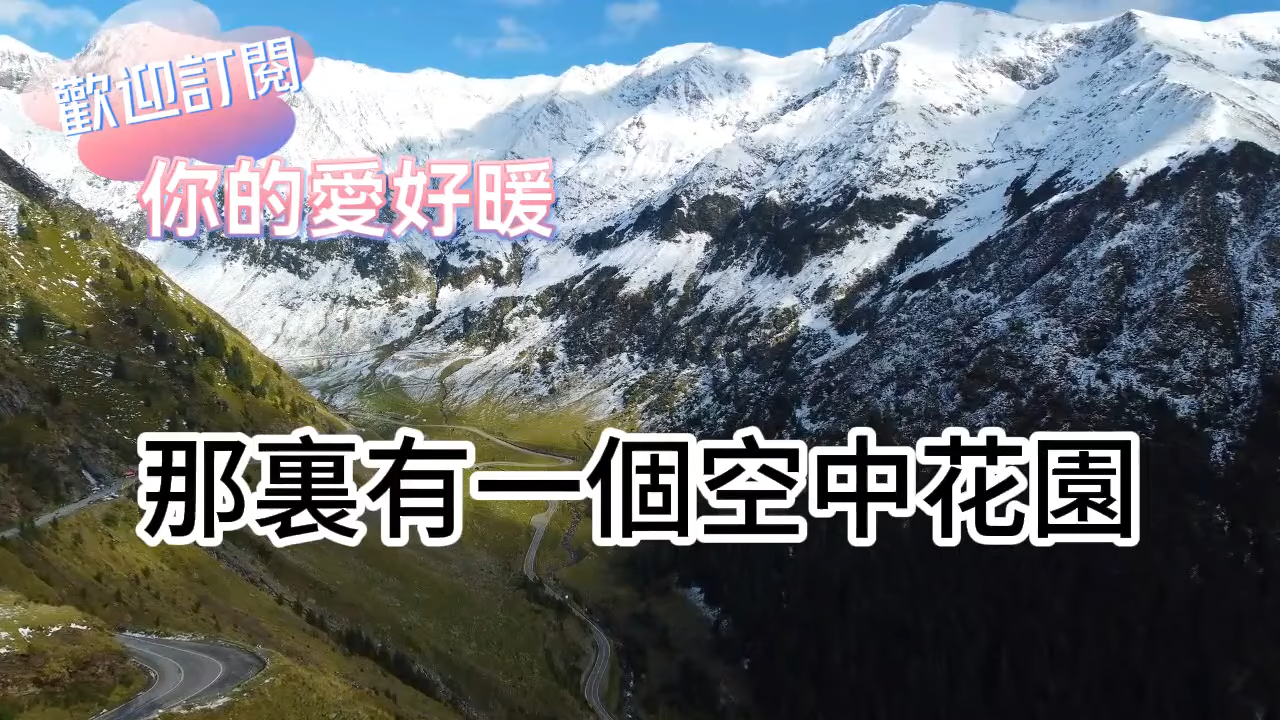 歡迎訂閱
你的愛好暖
那裏有一個空中花園